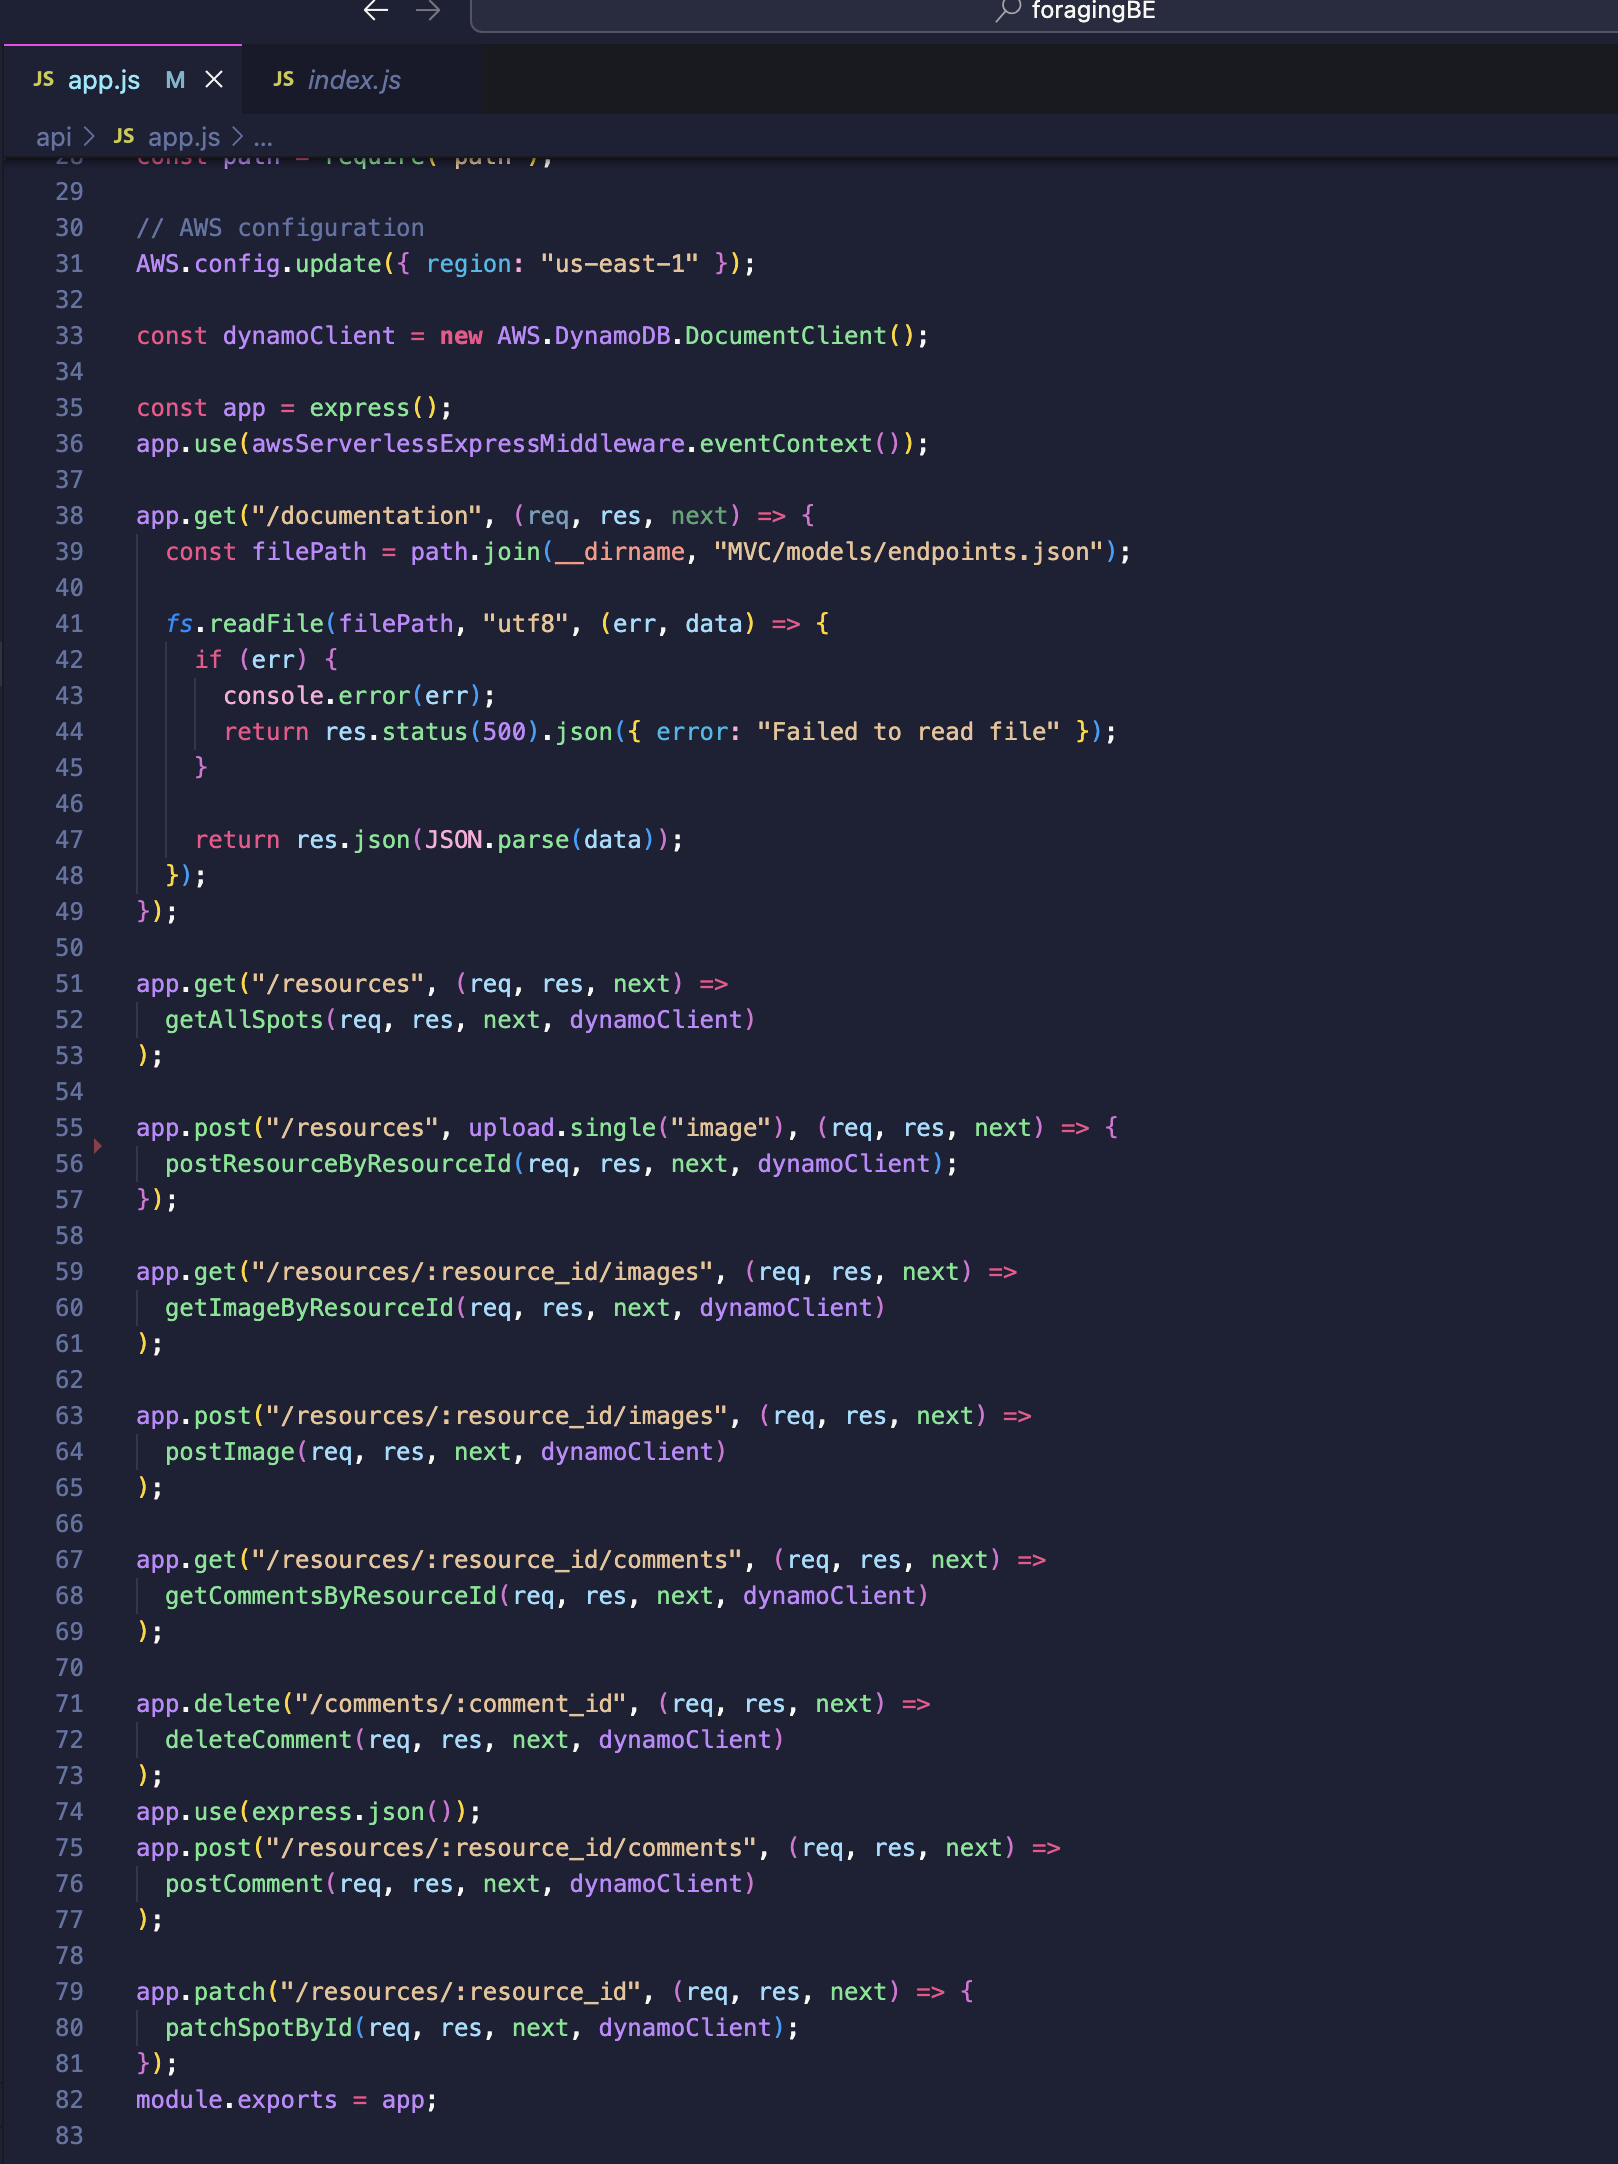 foragingBE
JS app.js M
JS index.js
api > JS app.js > ...
28 const path = require("path");
29
30 // AWS configuration
31 AWS.config.update({ region: "us-east-1" });
32
33 const dynamoClient = new AWS.DynamoDB.DocumentClient();
34
35 const app = express();
36 app.use(awsServerlessExpressMiddleware.eventContext());
37
38 app.get("/documentation", (req, res, next) => {
39   const filePath = path.join(__dirname, "MVC/models/endpoints.json");
40
41   fs.readFile(filePath, "utf8", (err, data) => {
42     if (err) {
43       console.error(err);
44       return res.status(500).json({ error: "Failed to read file" });
45     }
46
47     return res.json(JSON.parse(data));
48   });
49 });
50
51 app.get("/resources", (req, res, next) =>
52   getAllSpots(req, res, next, dynamoClient)
53 );
54
55 app.post("/resources", upload.single("image"), (req, res, next) => {
56   postResourceByResourceId(req, res, next, dynamoClient);
57 });
58
59 app.get("/resources/:resource_id/images", (req, res, next) =>
60   getImageByResourceId(req, res, next, dynamoClient)
61 );
62
63 app.post("/resources/:resource_id/images", (req, res, next) =>
64   postImage(req, res, next, dynamoClient)
65 );
66
67 app.get("/resources/:resource_id/comments", (req, res, next) =>
68   getCommentsByResourceId(req, res, next, dynamoClient)
69 );
70
71 app.delete("/comments/:comment_id", (req, res, next) =>
72   deleteComment(req, res, next, dynamoClient)
73 );
74 app.use(express.json());
75 app.post("/resources/:resource_id/comments", (req, res, next) =>
76   postComment(req, res, next, dynamoClient)
77 );
78
79 app.patch("/resources/:resource_id", (req, res, next) => {
80   patchSpotById(req, res, next, dynamoClient);
81 });
82 module.exports = app;
83